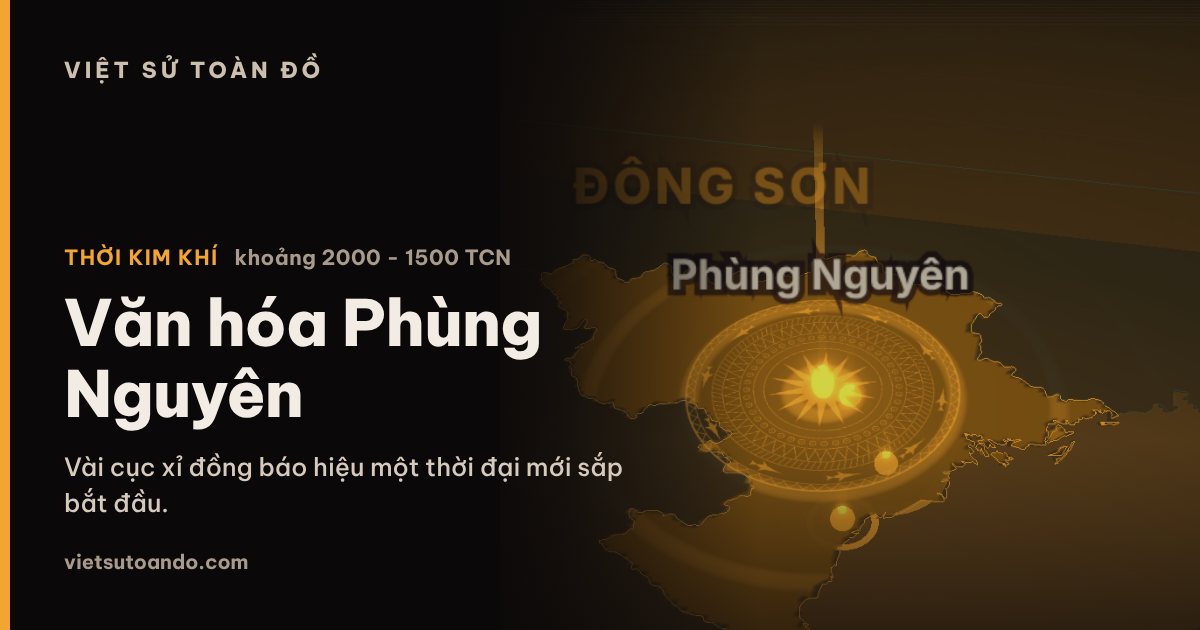 VIỆT SỬ TOÀN ĐỒ
ĐÔNG SƠN
Phùng Nguyên
THỜI KIM KHÍ khoảng 2000 - 1500 TCN
Văn hóa Phùng
Nguyên
Vài cục xỉ đồng báo hiệu một thời đại mới sắp
bắt đầu.
vietsutoando.com